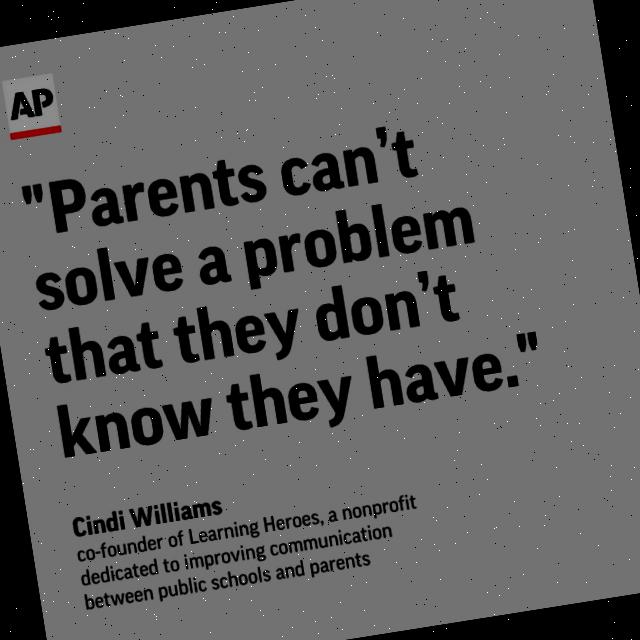 AP
"Parents can’t
solve a problem
that they don’t
know they have."
Cindi Williams
co-founder of Learning Heroes, a nonprofit
dedicated to improving communication
between public schools and parents